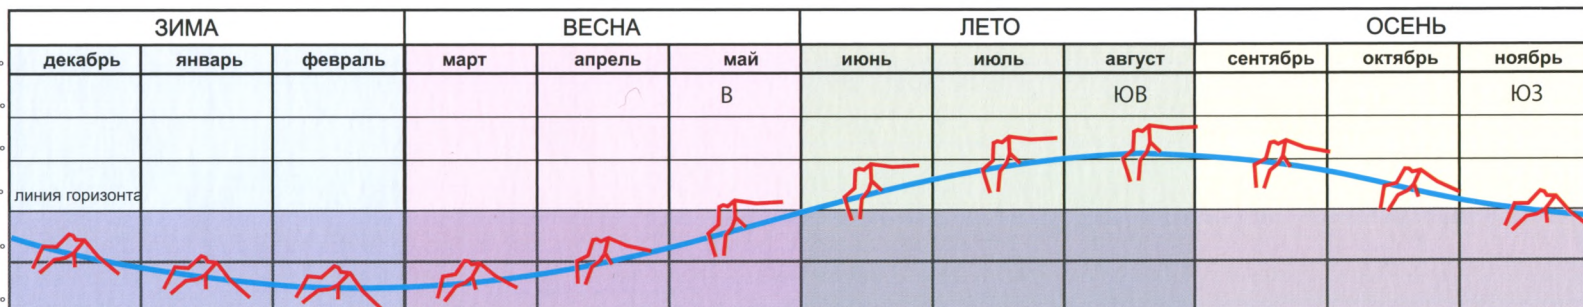 ЗИМА ВЕСНА ЛЕТО ОСЕНЬ
декабрь январь февраль март апрель май июнь июль август сентябрь октябрь ноябрь
В ЮВ ЮЗ
линия горизонта